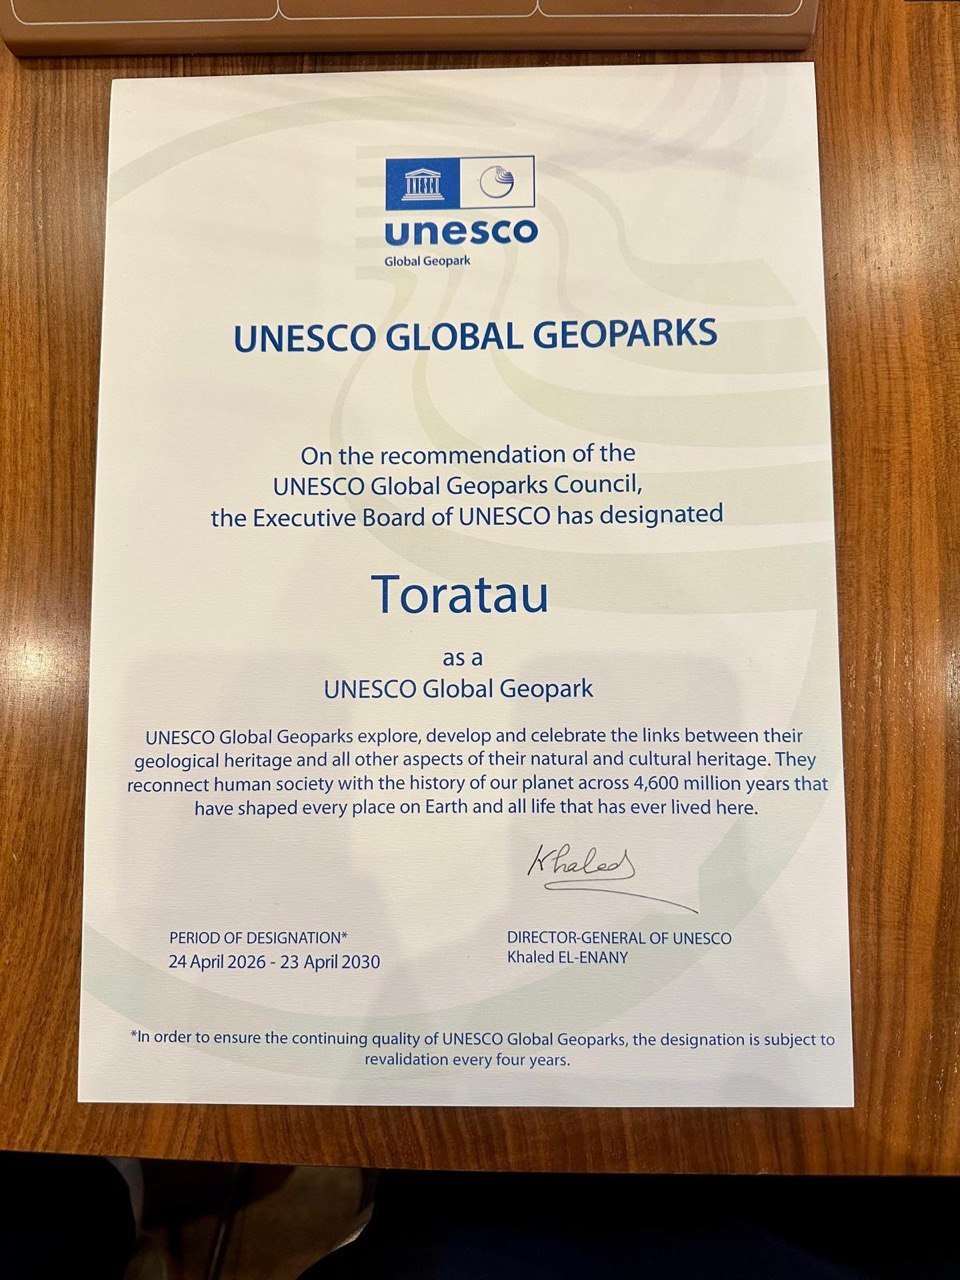 unesco
Global Geopark
UNESCO GLOBAL GEOPARKS
On the recommendation of the
UNESCO Global Geoparks Council,
the Executive Board of UNESCO has designated
Toratau
as a
UNESCO Global Geopark
UNESCO Global Geoparks explore, develop and celebrate the links between their
geological heritage and all other aspects of their natural and cultural heritage. They
reconnect human society with the history of our planet across 4,600 million years that
have shaped every place on Earth and all life that has ever lived here.
Khaled
PERIOD OF DESIGNATION*
24 April 2026 - 23 April 2030
DIRECTOR-GENERAL OF UNESCO
Khaled EL-ENANY
*In order to ensure the continuing quality of UNESCO Global Geoparks, the designation is subject to
revalidation every four years.